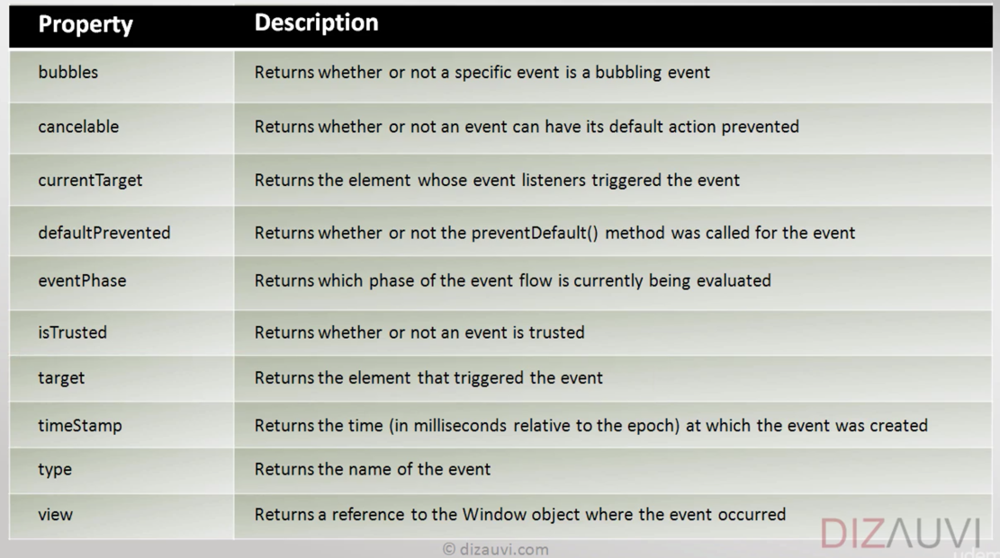 Property Description
bubbles Returns whether or not a specific event is a bubbling event
cancelable Returns whether or not an event can have its default action prevented
currentTarget Returns the element whose event listeners triggered the event
defaultPrevented Returns whether or not the preventDefault() method was called for the event
eventPhase Returns which phase of the event flow is currently being evaluated
isTrusted Returns whether or not an event is trusted
target Returns the element that triggered the event
timeStamp Returns the time (in milliseconds relative to the epoch) at which the event was created
type Returns the name of the event
view Returns a reference to the Window object where the event occurred
DIZAUVI
© dizauvi.com